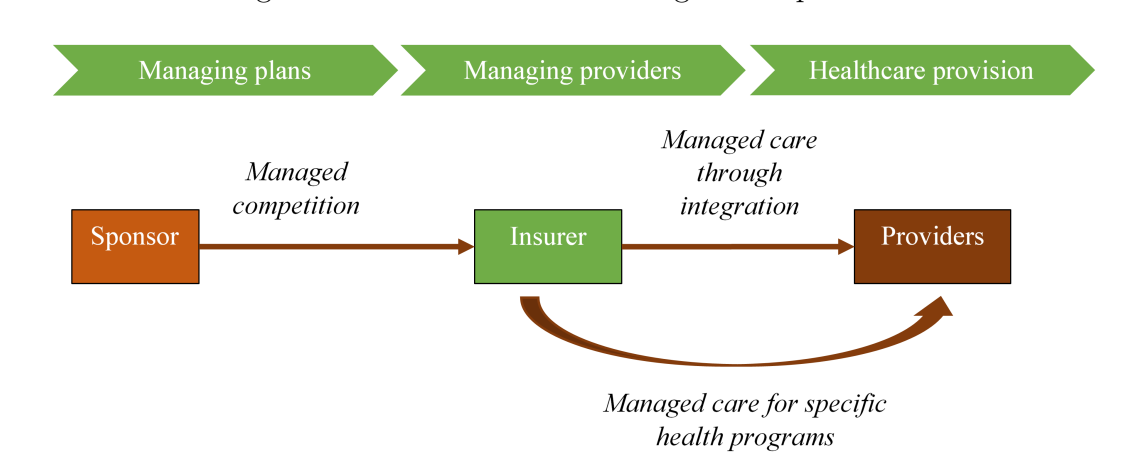 Managing plans
Managing providers
Healthcare provision
Managed
competition
Managed care
through
integration
Sponsor
Insurer
Providers
Managed care for specific
health programs